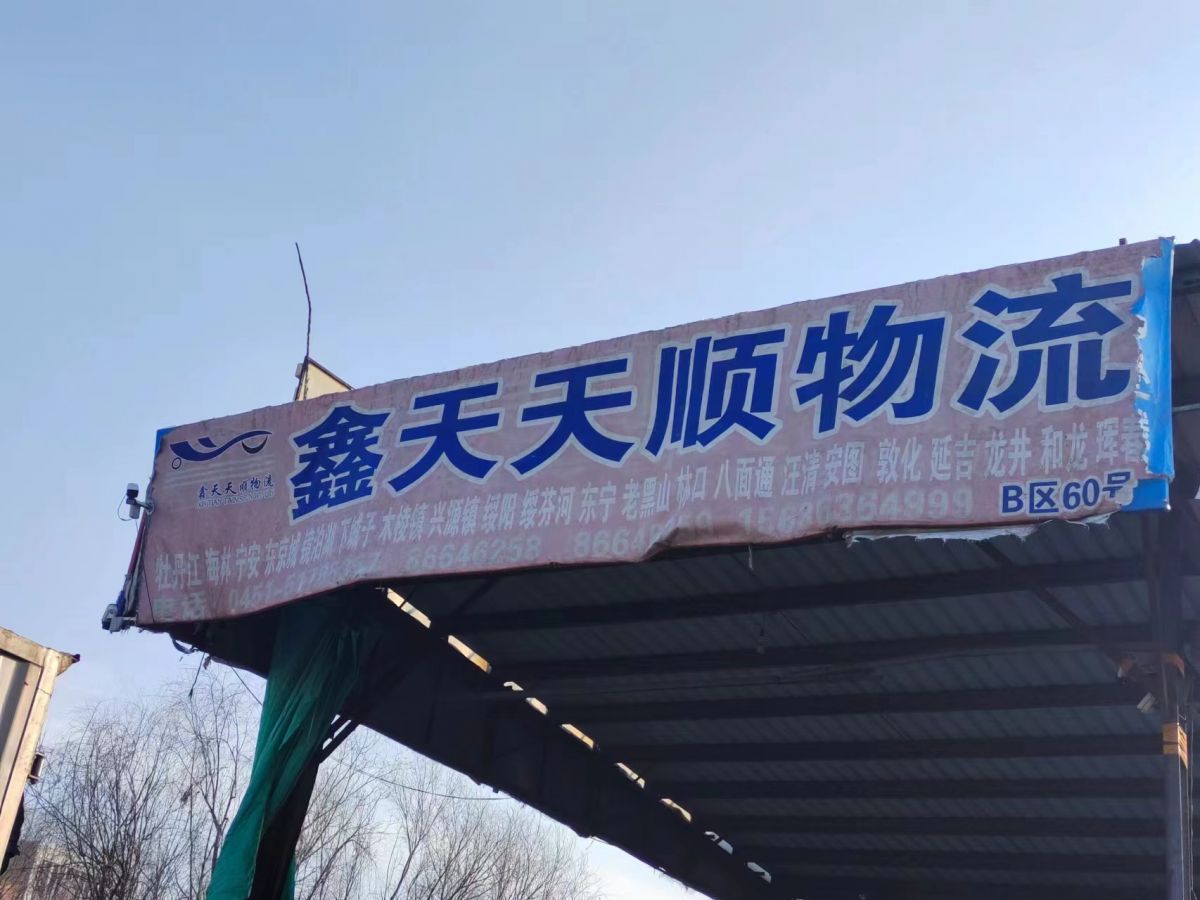 鑫天天顺物流
鑫天天顺物流
牡丹江 海林 宁安 东京城 镜泊湖 下城子 木棱镇 兴源镇 绥阳 绥芬河 东宁 老黑山 林口 八面通 汪清 安图 敦化 延吉 龙井 和龙 珲春
电话 86646258
B区60号